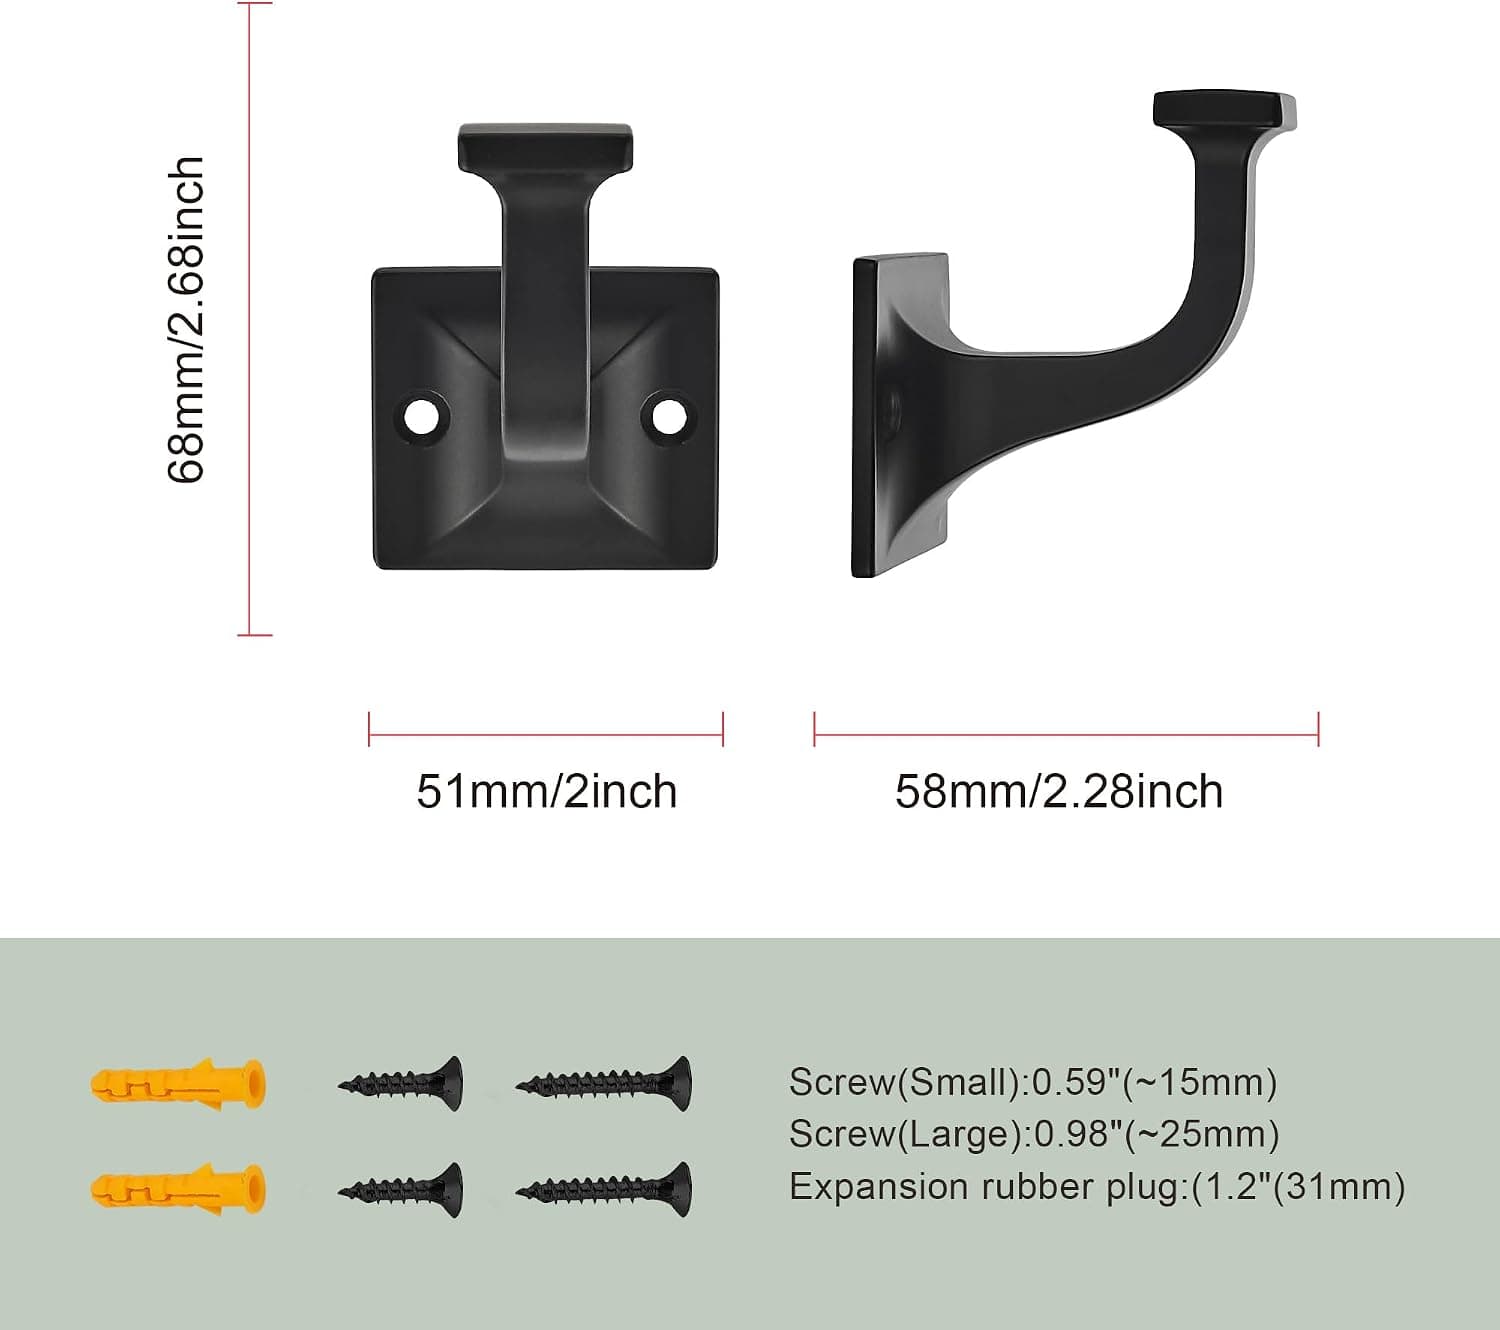 68mm/2.68inch
51mm/2inch
58mm/2.28inch
Screw(Small):0.59"(~15mm)
Screw(Large):0.98"(~25mm)
Expansion rubber plug:(1.2"(31mm)